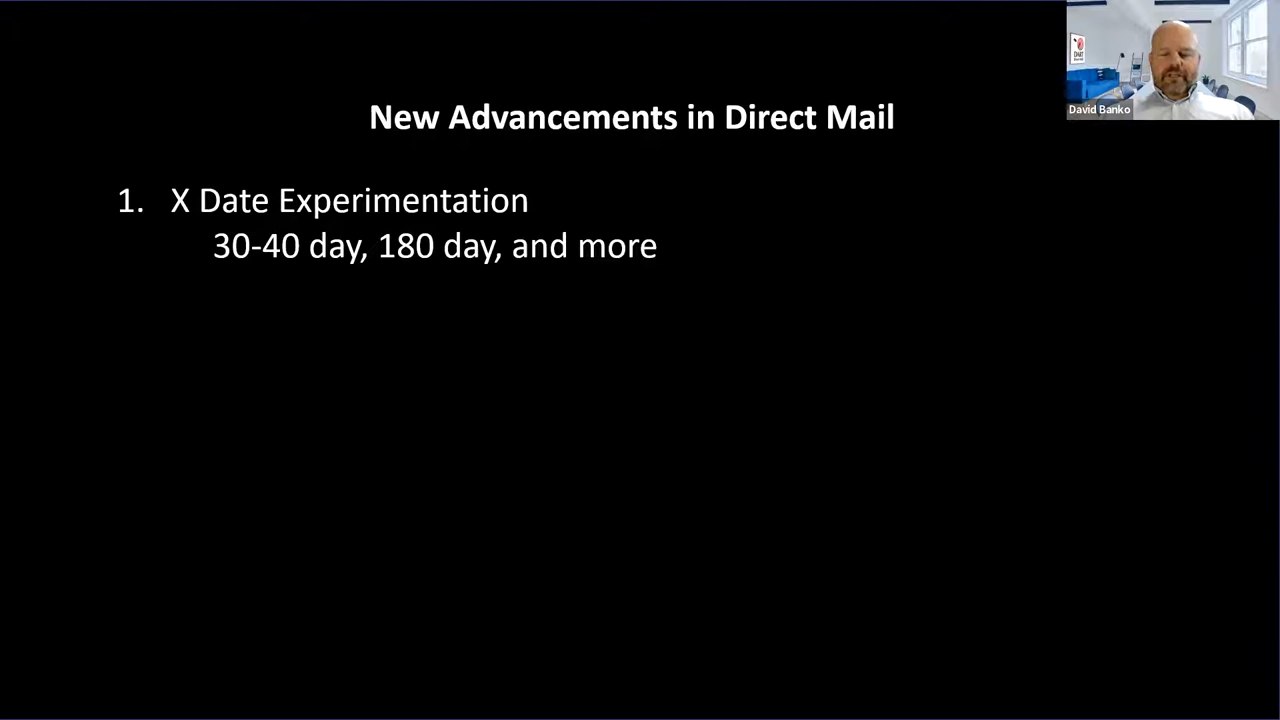 New Advancements in Direct Mail
1. X Date Experimentation
30-40 day, 180 day, and more
David Banko